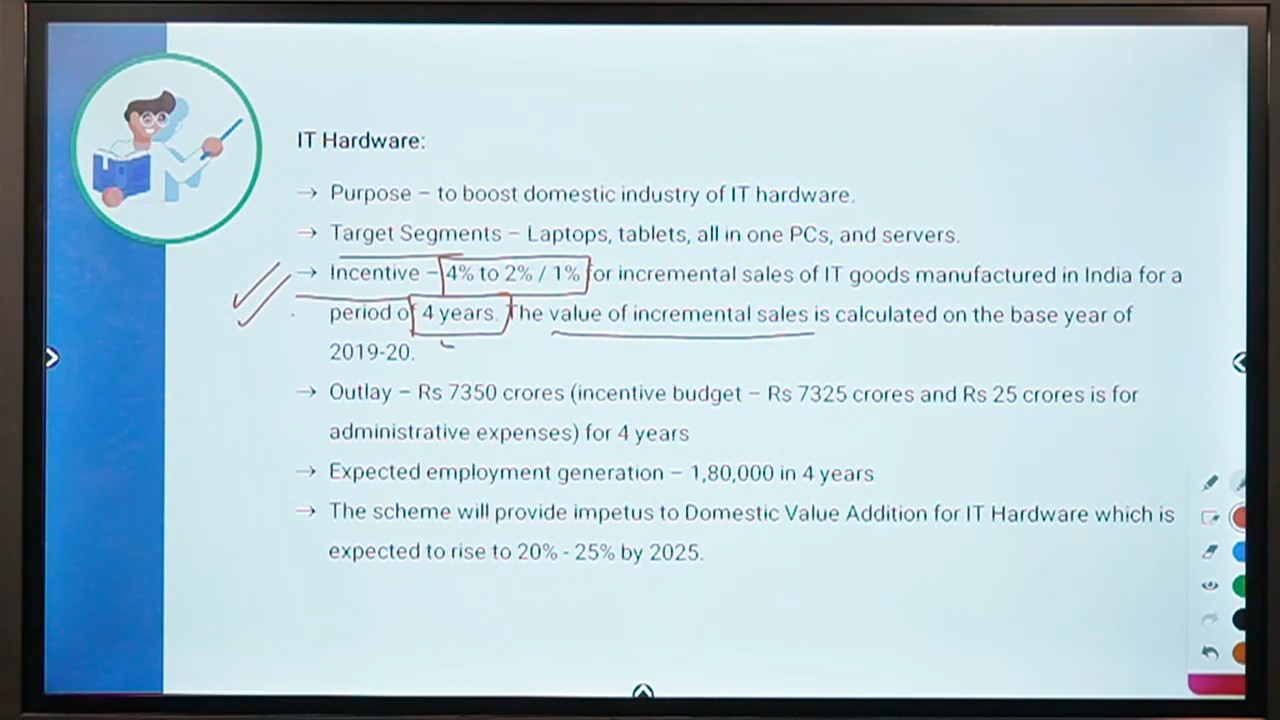 IT Hardware:
→ Purpose – to boost domestic industry of IT hardware.
→ Target Segments – Laptops, tablets, all in one PCs, and servers.
→ Incentive – 4% to 2% / 1% for incremental sales of IT goods manufactured in India for a
period of 4 years. The value of incremental sales is calculated on the base year of
2019-20.
→ Outlay – Rs 7350 crores (incentive budget – Rs 7325 crores and Rs 25 crores is for
administrative expenses) for 4 years
→ Expected employment generation – 1,80,000 in 4 years
→ The scheme will provide impetus to Domestic Value Addition for IT Hardware which is
expected to rise to 20% - 25% by 2025.